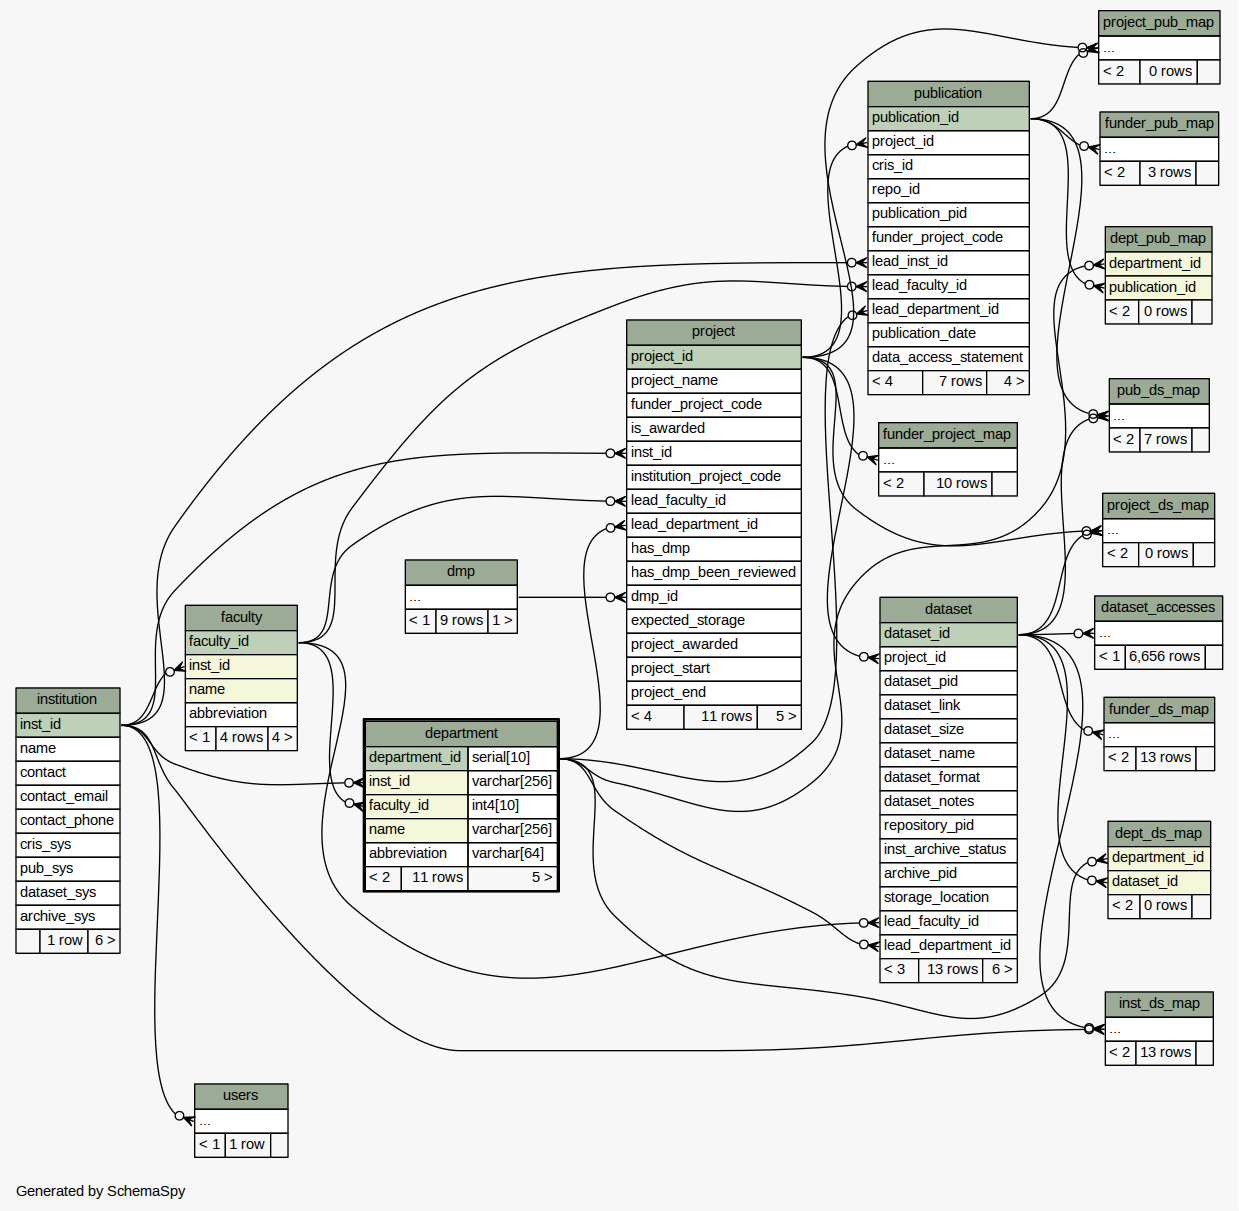 project_pub_map
...
< 2 0 rows
publication
publication_id
project_id
cris_id
repo_id
publication_pid
funder_project_code
lead_inst_id
lead_faculty_id
lead_department_id
publication_date
data_access_statement
< 4 7 rows 4 >
funder_pub_map
...
< 2 3 rows
dept_pub_map
department_id
publication_id
< 2 0 rows
project
project_id
project_name
funder_project_code
is_awarded
inst_id
institution_project_code
lead_faculty_id
lead_department_id
has_dmp
has_dmp_been_reviewed
dmp_id
expected_storage
project_awarded
project_start
project_end
< 4 11 rows 5 >
pub_ds_map
...
< 2 7 rows
funder_project_map
...
< 2 10 rows
project_ds_map
...
< 2 0 rows
dmp
...
< 1 9 rows 1 >
dataset
dataset_id
project_id
dataset_pid
dataset_link
dataset_size
dataset_name
dataset_format
dataset_notes
repository_pid
inst_archive_status
archive_pid
storage_location
lead_faculty_id
lead_department_id
< 3 13 rows 6 >
dataset_accesses
...
< 1 6,656 rows
faculty
faculty_id
inst_id
name
abbreviation
< 1 4 rows 4 >
institution
inst_id
name
contact
contact_email
contact_phone
cris_sys
pub_sys
dataset_sys
archive_sys
1 row 6 >
funder_ds_map
...
< 2 13 rows
department
department_id serial[10]
inst_id varchar[256]
faculty_id int4[10]
name varchar[256]
abbreviation varchar[64]
< 2 11 rows 5 >
dept_ds_map
department_id
dataset_id
< 2 0 rows
inst_ds_map
...
< 2 13 rows
users
...
< 1 1 row
Generated by SchemaSpy